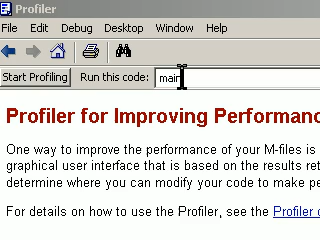 Profiler
File Edit Debug Desktop Window Help
Start Profiling Run this code: main
Profiler for Improving Performanc
One way to improve the performance of your M-files is
graphical user interface that is based on the results ret
determine where you can modify your code to make pe
For details on how to use the Profiler, see the Profiler